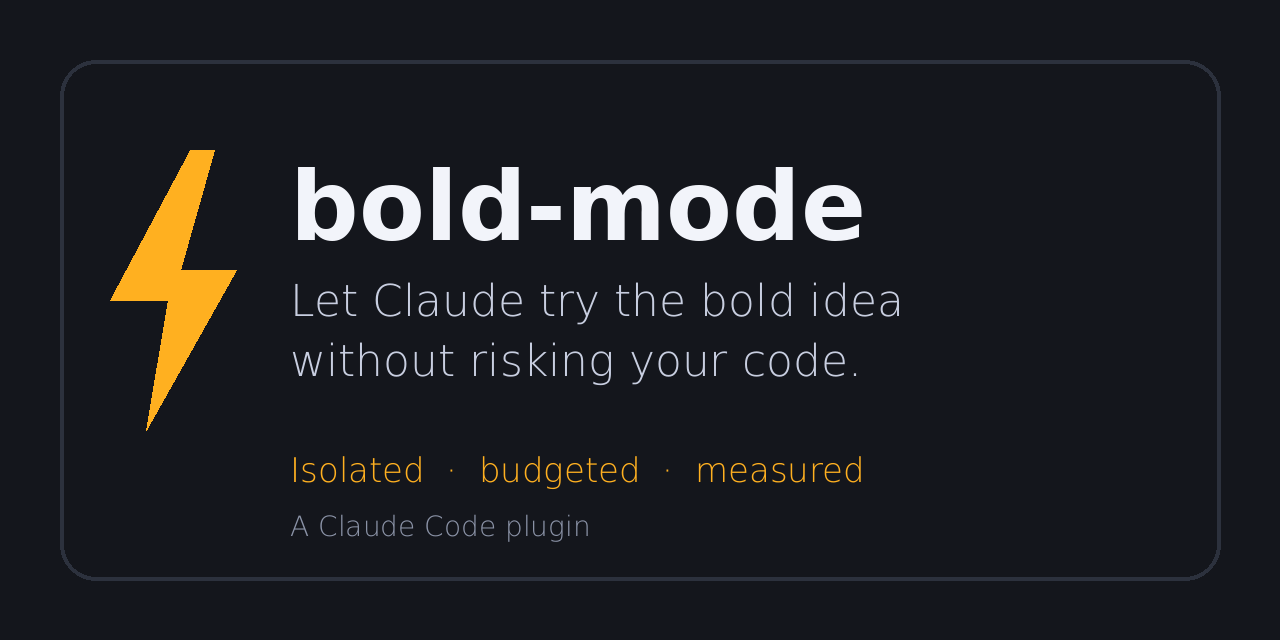 bold-mode
Let Claude try the bold idea
without risking your code.
Isolated · budgeted · measured
A Claude Code plugin